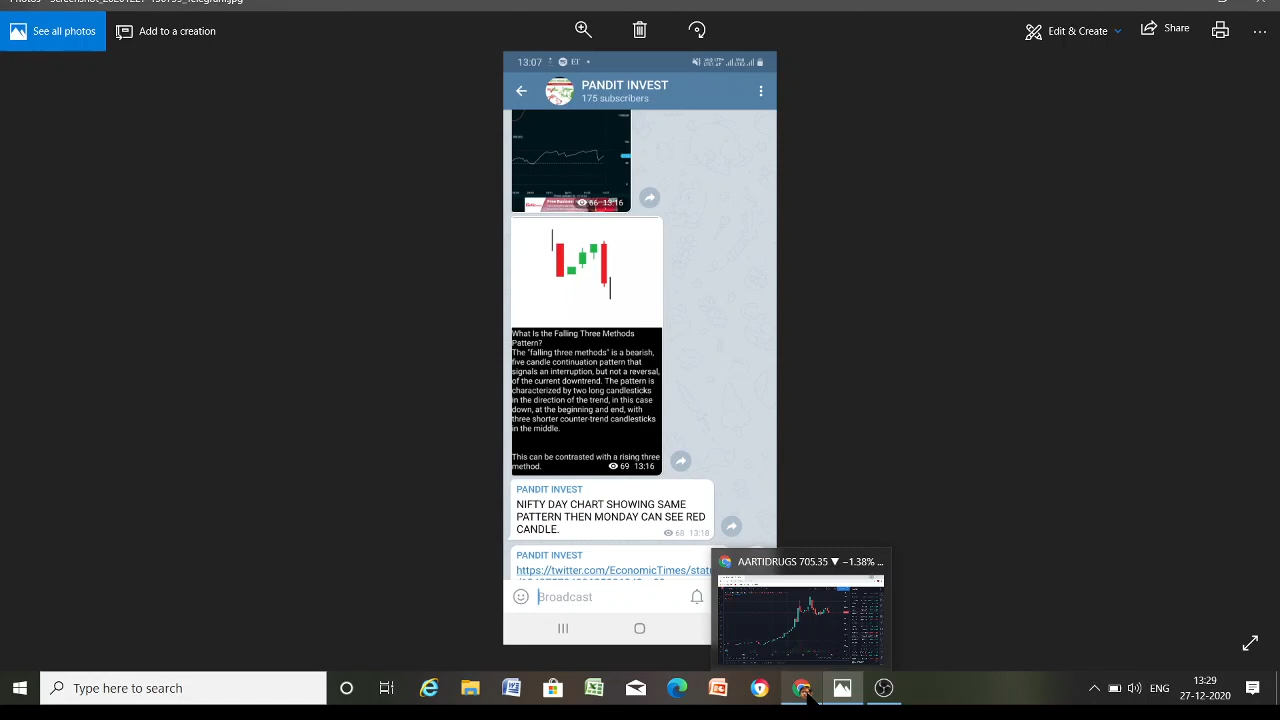 See all photos
Add to a creation
Edit & Create
Share
13:07
PANDIT INVEST
175 subscribers
66 13:16
What Is the Falling Three Methods
Pattern?
The "falling three methods" is a bearish,
five candle continuation pattern that
signals an interruption, but not a reversal,
of the current downtrend. The pattern is
characterized by two long candlesticks
in the direction of the trend, in this case
down, at the beginning and end, with
three shorter counter-trend candlesticks
in the middle.
This can be contrasted with a rising three
method.
69 13:16
PANDIT INVEST
NIFTY DAY CHART SHOWING SAME
PATTERN THEN MONDAY CAN SEE RED
CANDLE.
68 13:18
PANDIT INVEST
https://twitter.com/EconomicTimes/stat
AARTIDRUGS 705.35 ▼ −1.38% ...
Broadcast
Type here to search
ENG
13:29
27-12-2020